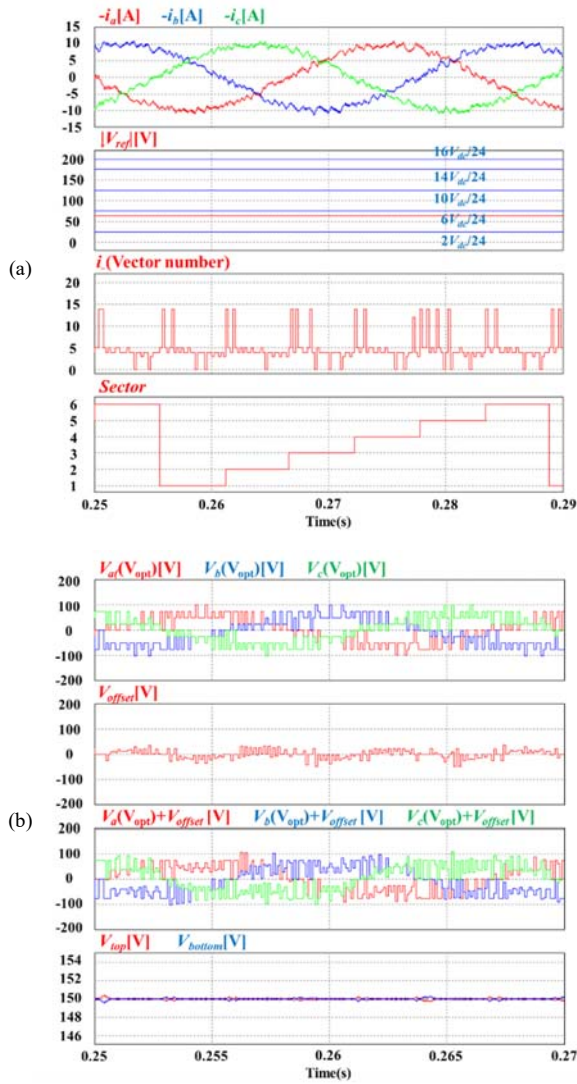 -ia[A] -ib[A] -ic[A]
15
10
5
0
-5
-10
-15
|Vref|[V]
200
150
100
50
0
16Vdc/24
14Vdc/24
10Vdc/24
6Vdc/24
2Vdc/24
(a)
i_(Vector number)
20
15
10
5
0
Sector
6
5
4
3
2
1
0.25 0.26 0.27 0.28 0.29
Time(s)
Va(Vopt)[V] Vb(Vopt)[V] Vc(Vopt)[V]
200
100
0
-100
-200
Voffset[V]
200
100
0
-100
-200
(b)
Va(Vopt)+Voffset [V] Vb(Vopt)+Voffset [V] Vc(Vopt)+Voffset [V]
200
100
0
-100
-200
Vtop[V] Vbottom[V]
154
152
150
148
146
0.25 0.255 0.26 0.265 0.27
Time(s)